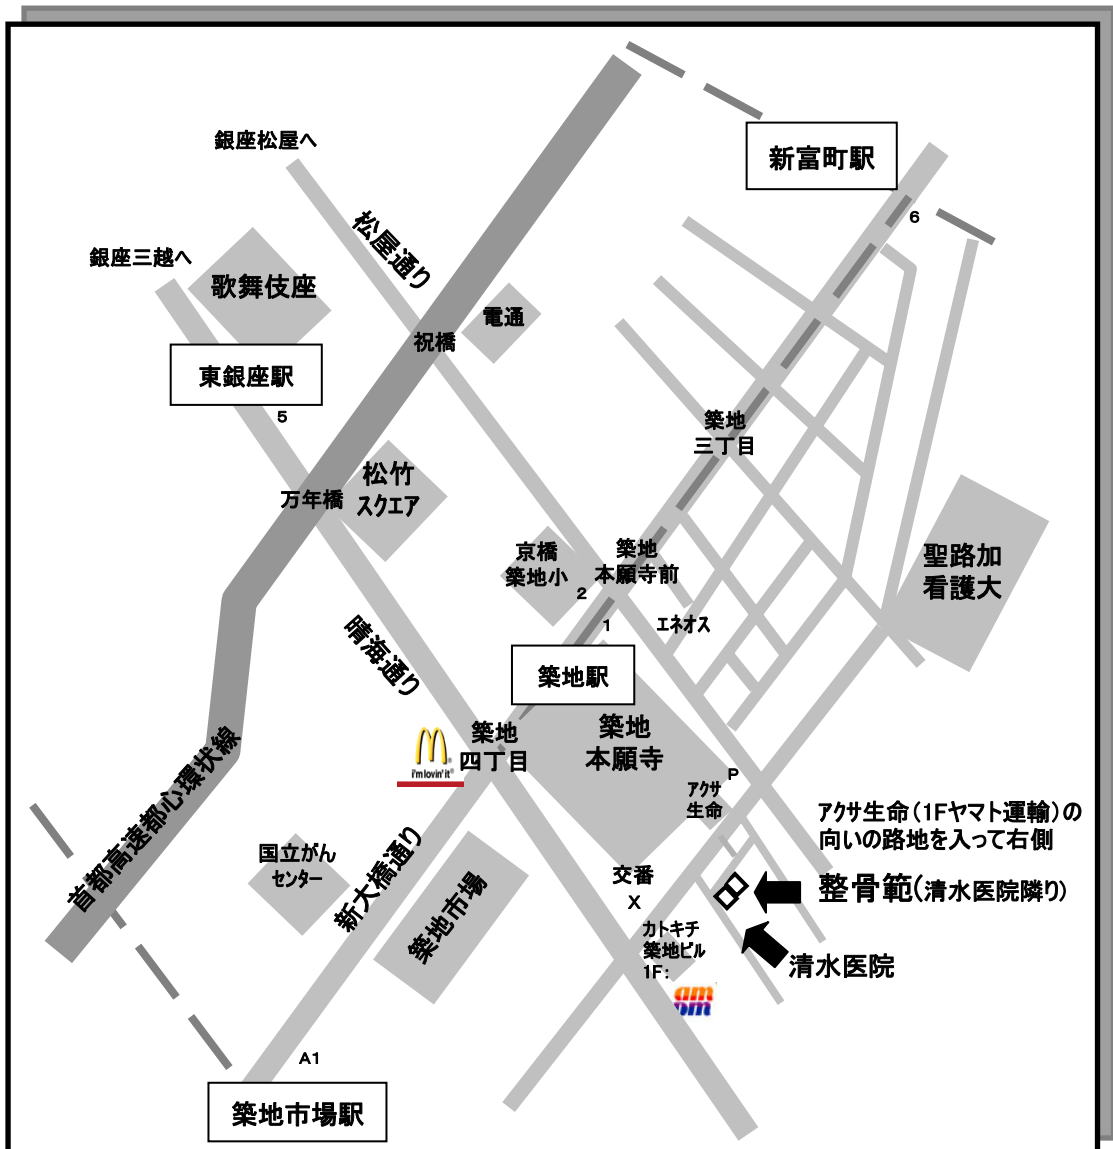 新富町駅
6
銀座松屋へ
松屋通り
銀座三越へ
歌舞伎座
電通
祝橋
東銀座駅
5
築地
三丁目
松竹
スクエア
万年橋
京橋
築地小
2
築地
本願寺前
聖路加
看護大
1
エネオス
晴海通り
築地駅
築地
四丁目
築地
本願寺
i'm lovin' it®
P
アクサ
生命
首都高速都心環状線
アクサ生命(1Fヤマト運輸)の
向いの路地を入って右側
国立がん
センター
新大橋通り
築地市場
交番
X
整骨範(清水医院隣り)
カトキチ
築地ビル
1F:
am
pm
清水医院
A1
築地市場駅